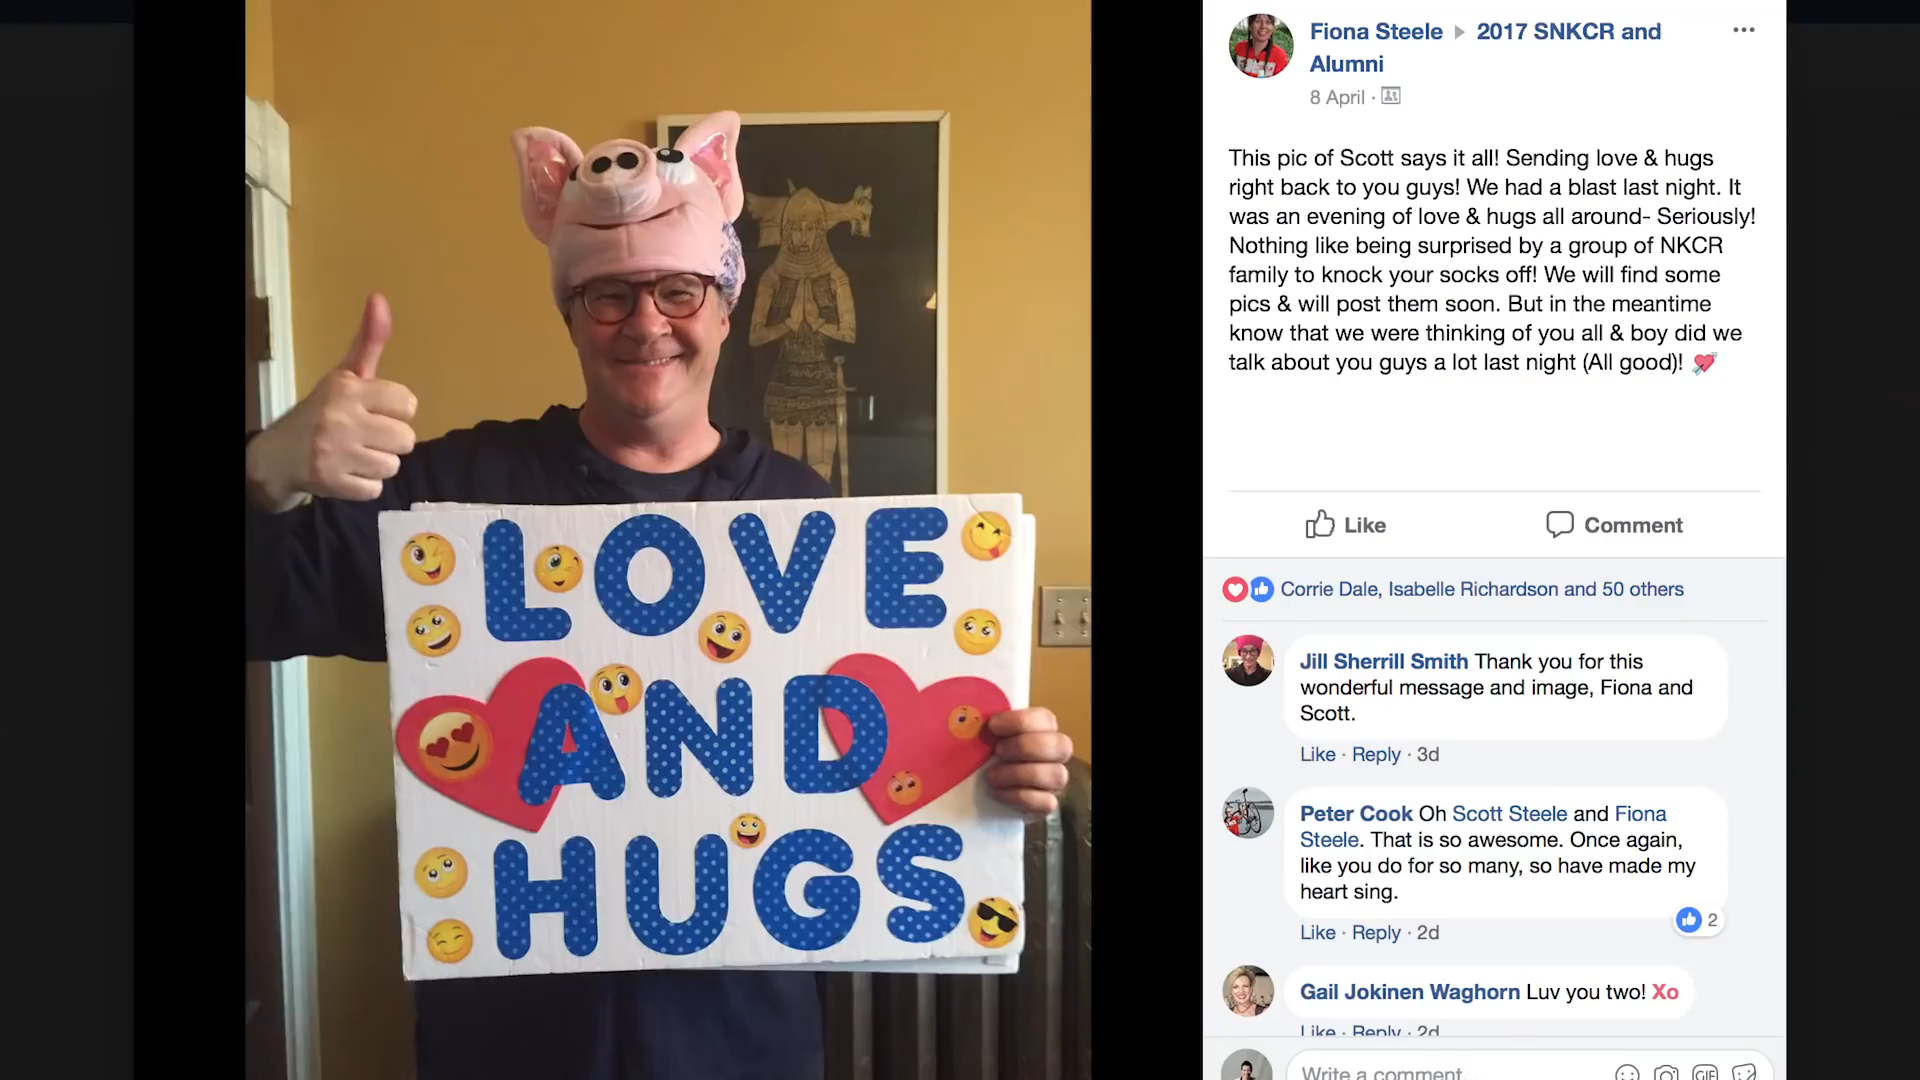 LOVE
AND
HUGS
Fiona Steele ▸ 2017 SNKCR and
Alumni
8 April ·
This pic of Scott says it all! Sending love & hugs
right back to you guys! We had a blast last night. It
was an evening of love & hugs all around- Seriously!
Nothing like being surprised by a group of NKCR
family to knock your socks off! We will find some
pics & will post them soon. But in the meantime
know that we were thinking of you all & boy did we
talk about you guys a lot last night (All good)! 💘
Like Comment
Corrie Dale, Isabelle Richardson and 50 others
Jill Sherrill Smith Thank you for this
wonderful message and image, Fiona and
Scott.
Like · Reply · 3d
Peter Cook Oh Scott Steele and Fiona
Steele. That is so awesome. Once again,
like you do for so many, so have made my
heart sing.
2
Like · Reply · 2d
Gail Jokinen Waghorn Luv you two! Xo
Like · Reply · 2d
Write a comment...
GIF